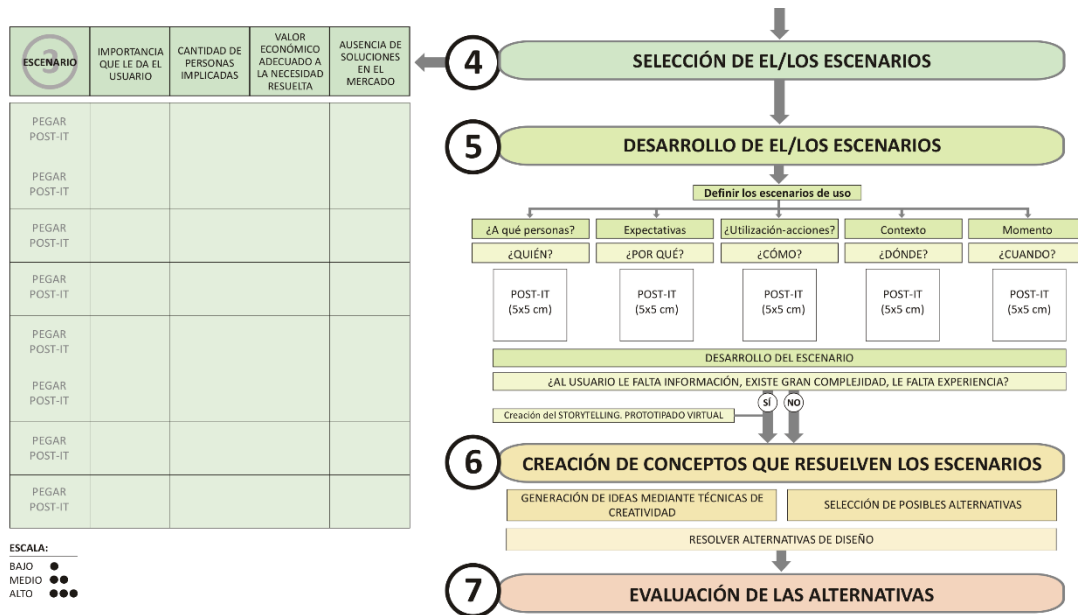 3
ESCENARIO
IMPORTANCIA
QUE LE DA EL
USUARIO
CANTIDAD DE
PERSONAS
IMPLICADAS
VALOR
ECONÓMICO
ADECUADO A
LA NECESIDAD
RESUELTA
AUSENCIA DE
SOLUCIONES
EN EL
MERCADO
PEGAR
POST-IT
PEGAR
POST-IT
PEGAR
POST-IT
PEGAR
POST-IT
PEGAR
POST-IT
PEGAR
POST-IT
PEGAR
POST-IT
PEGAR
POST-IT
ESCALA:
BAJO
MEDIO
ALTO
4
SELECCIÓN DE EL/LOS ESCENARIOS
5
DESARROLLO DE EL/LOS ESCENARIOS
Definir los escenarios de uso
¿A qué personas?
Expectativas
¿Utilización-acciones?
Contexto
Momento
¿QUIÉN?
¿POR QUÉ?
¿CÓMO?
¿DÓNDE?
¿CUANDO?
POST-IT
(5x5 cm)
POST-IT
(5x5 cm)
POST-IT
(5x5 cm)
POST-IT
(5x5 cm)
POST-IT
(5x5 cm)
DESARROLLO DEL ESCENARIO
¿AL USUARIO LE FALTA INFORMACIÓN, EXISTE GRAN COMPLEJIDAD, LE FALTA EXPERIENCIA?
SÍ
NO
Creación del STORYTELLING. PROTOTIPADO VIRTUAL
6
CREACIÓN DE CONCEPTOS QUE RESUELVEN LOS ESCENARIOS
GENERACIÓN DE IDEAS MEDIANTE TÉCNICAS DE
CREATIVIDAD
SELECCIÓN DE POSIBLES ALTERNATIVAS
RESOLVER ALTERNATIVAS DE DISEÑO
7
EVALUACIÓN DE LAS ALTERNATIVAS